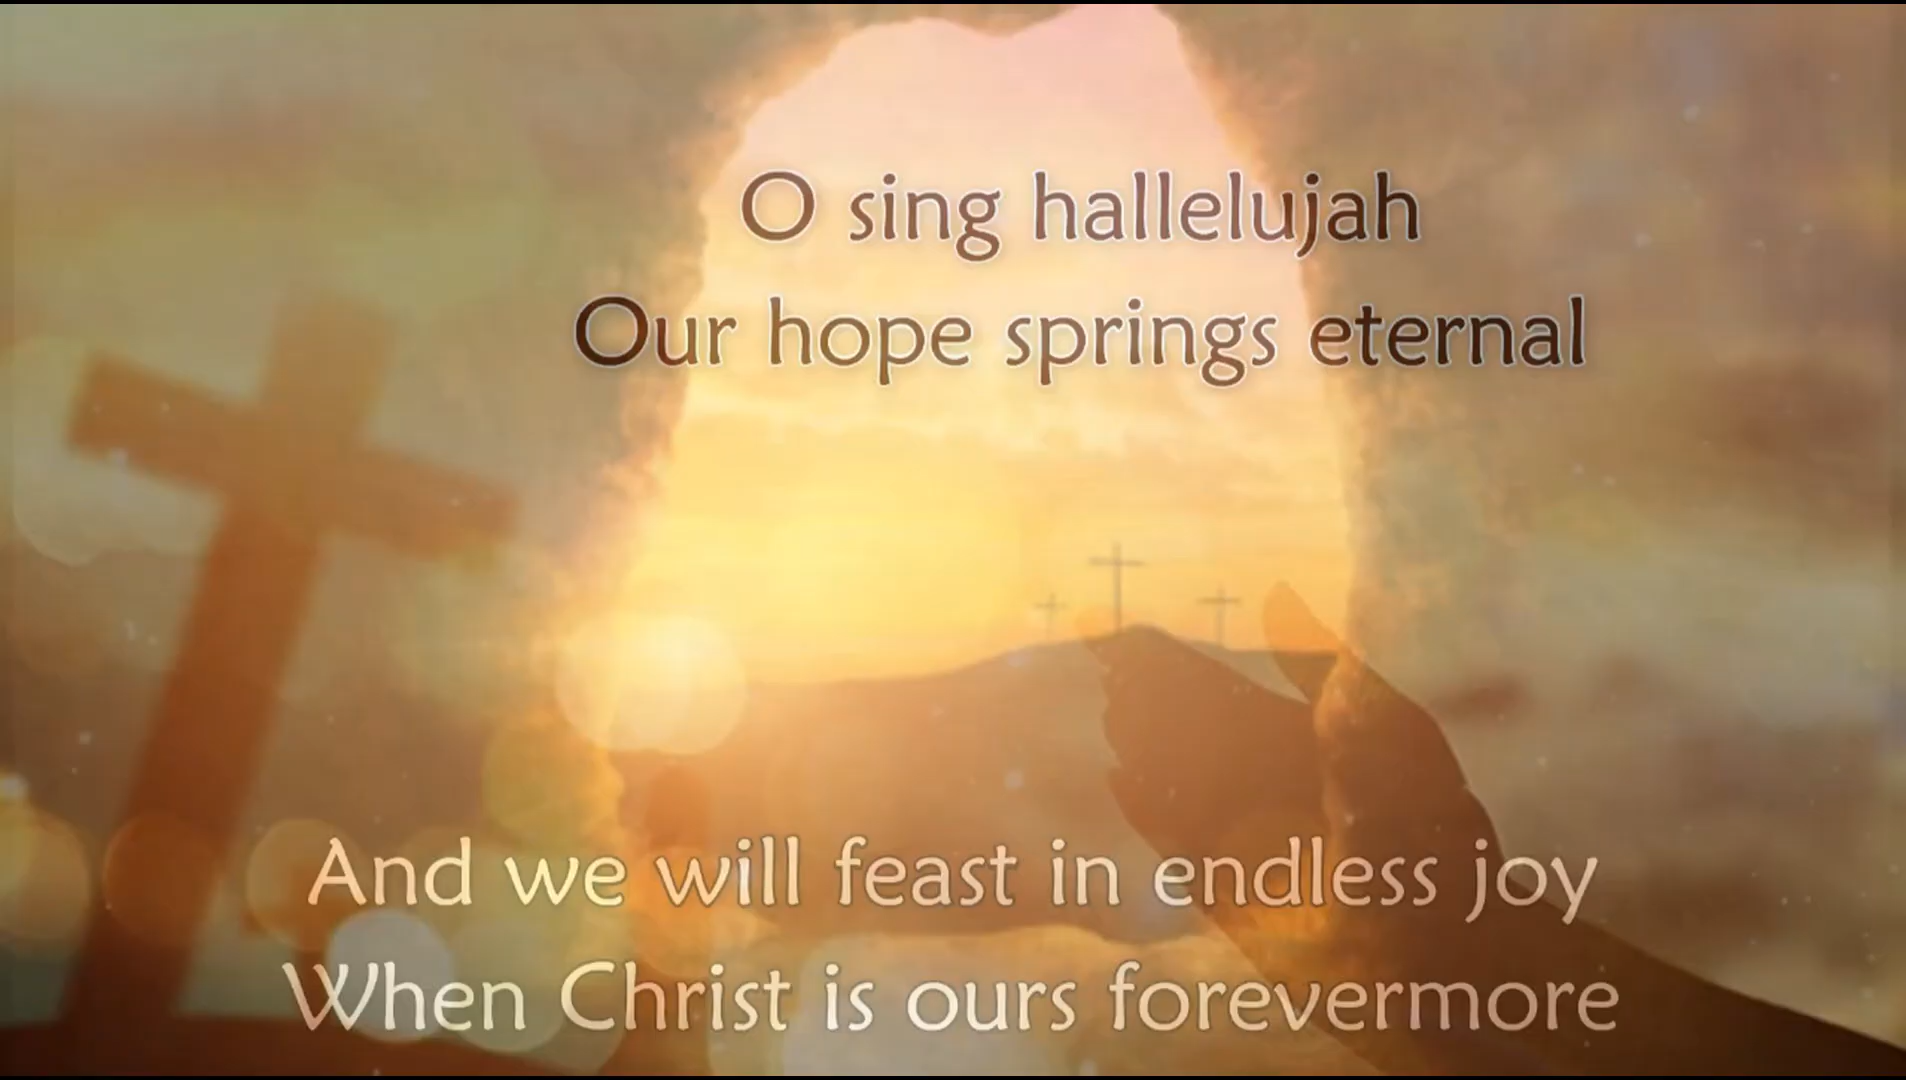 O sing hallelujah
Our hope springs eternal
And we will feast in endless joy
When Christ is ours forevermore